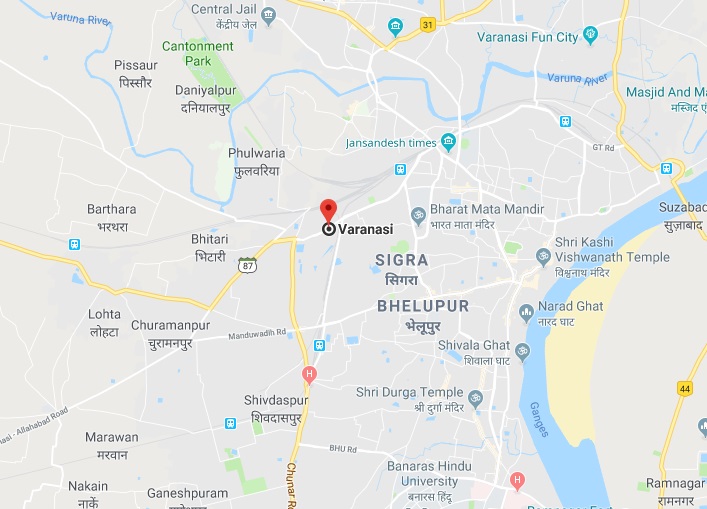 Central Jail
केंद्रीय जेल
31
Varanasi Fun City
Varuna River
Cantonment
Park
Pissaur
पिस्सौर
Daniyalpur
दनियालपुर
Varuna River
Masjid And Ma
मस्जिद ए
Jansandesh times
GT Rd
Phulwaria
फुलवरिया
Barthara
भरथरा
Bharat Mata Mandir
भारत माता मंदिर
Suzabad
सुज़ाबाद
Varanasi
Bhitari
भिटारी
87
SIGRA
सिगरा
Shri Kashi
Vishwanath Temple
विश्वनाथ मंदिर
BHELUPUR
भेलूपुर
Narad Ghat
नारद घाट
Lohta
लोहटा
Churamanpur
चुरामनपुर
Manduwadih Rd
Shivala Ghat
शिवाला घाट
H
Shri Durga Temple
श्री दुर्गा मंदिर
44
Shivdaspur
शिवदासपुर
Ganges
nasi - Allahabad Road
Marawan
मरवान
BHU Rd
Banaras Hindu
University
बनारस हिंदू
H
Chunar R
Nakain
नाकें
Ganeshpuram
Ramnagar
रामनगर